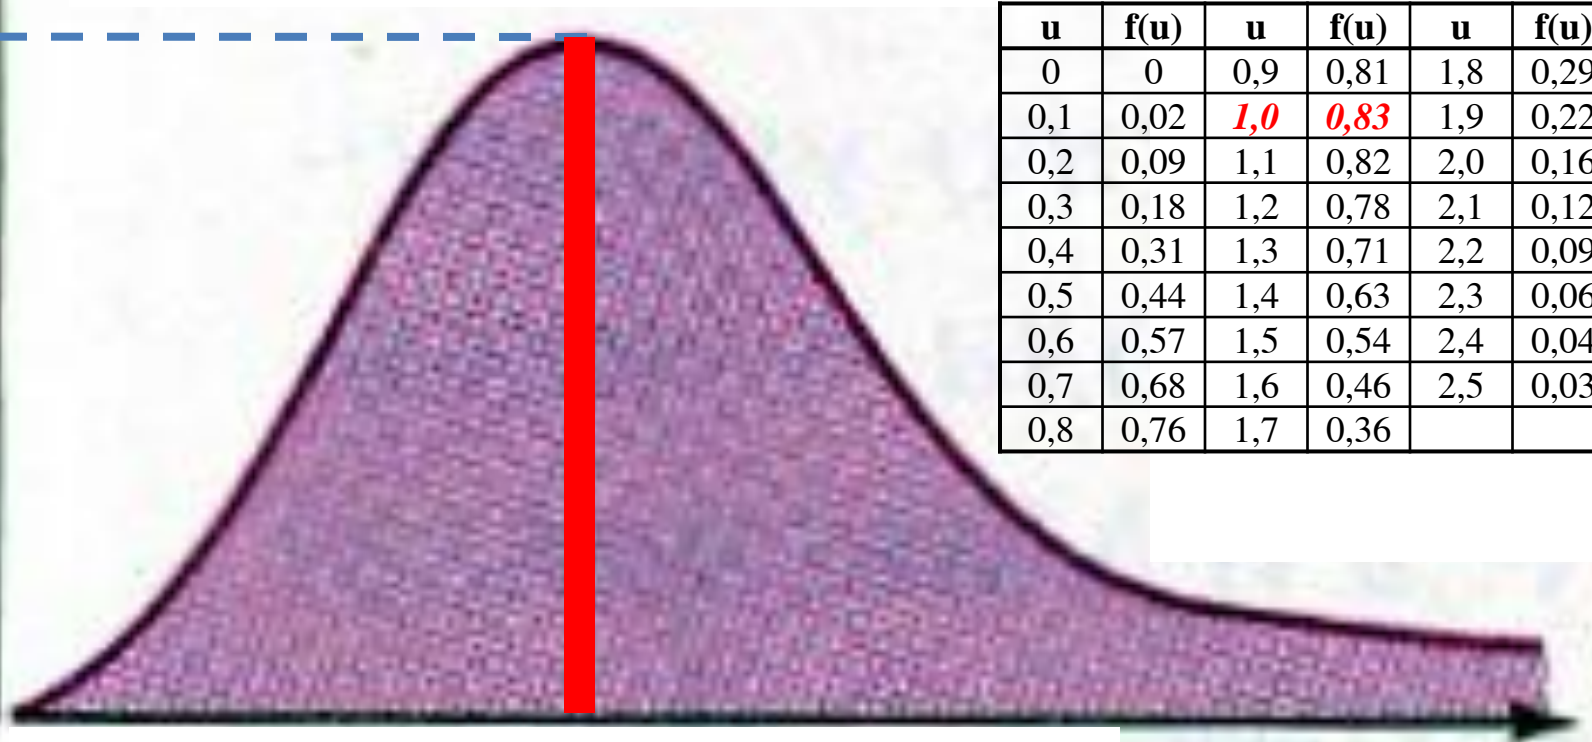 u f(u) u f(u) u f(u)
0 0 0,9 0,81 1,8 0,29
0,1 0,02 1,0 0,83 1,9 0,22
0,2 0,09 1,1 0,82 2,0 0,16
0,3 0,18 1,2 0,78 2,1 0,12
0,4 0,31 1,3 0,71 2,2 0,09
0,5 0,44 1,4 0,63 2,3 0,06
0,6 0,57 1,5 0,54 2,4 0,04
0,7 0,68 1,6 0,46 2,5 0,03
0,8 0,76 1,7 0,36